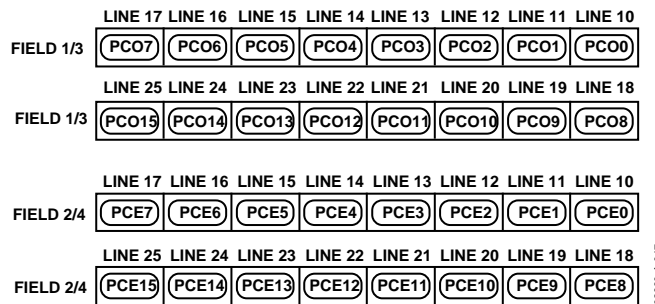 LINE 17 LINE 16 LINE 15 LINE 14 LINE 13 LINE 12 LINE 11 LINE 10
FIELD 1/3 PCO7 PCO6 PCO5 PCO4 PCO3 PCO2 PCO1 PCO0
LINE 25 LINE 24 LINE 23 LINE 22 LINE 21 LINE 20 LINE 19 LINE 18
FIELD 1/3 PCO15 PCO14 PCO13 PCO12 PCO11 PCO10 PCO9 PCO8
LINE 17 LINE 16 LINE 15 LINE 14 LINE 13 LINE 12 LINE 11 LINE 10
FIELD 2/4 PCE7 PCE6 PCE5 PCE4 PCE3 PCE2 PCE1 PCE0
LINE 25 LINE 24 LINE 23 LINE 22 LINE 21 LINE 20 LINE 19 LINE 18
FIELD 2/4 PCE15 PCE14 PCE13 PCE12 PCE11 PCE10 PCE9 PCE8